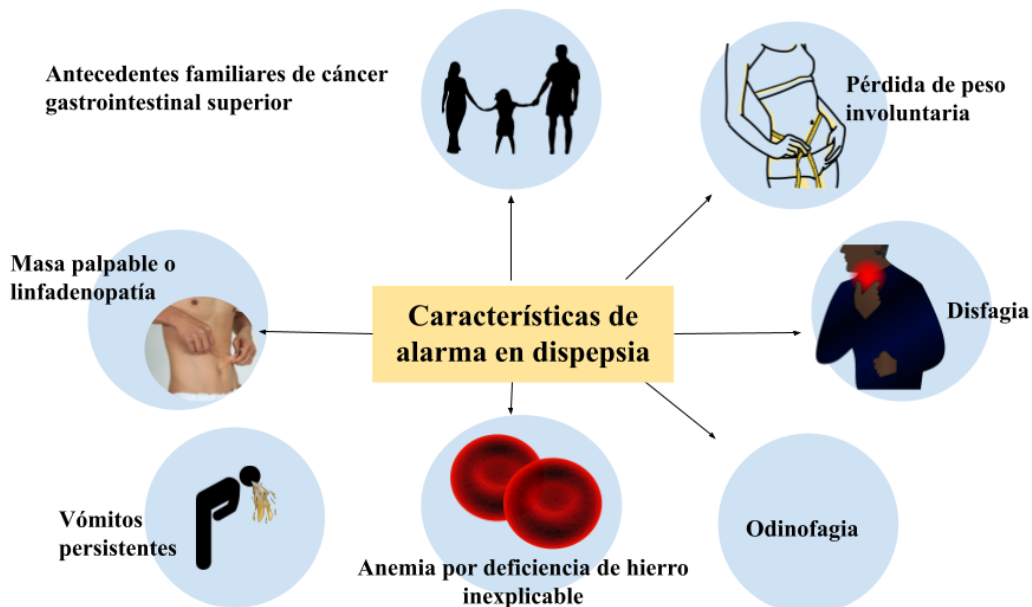 Antecedentes familiares de cáncer
gastrointestinal superior
Pérdida de peso
involuntaria
Masa palpable o
linfadenopatía
Características de
alarma en dispepsia
Disfagia
Vómitos
persistentes
Anemia por deficiencia de hierro
inexplicable
Odinofagia